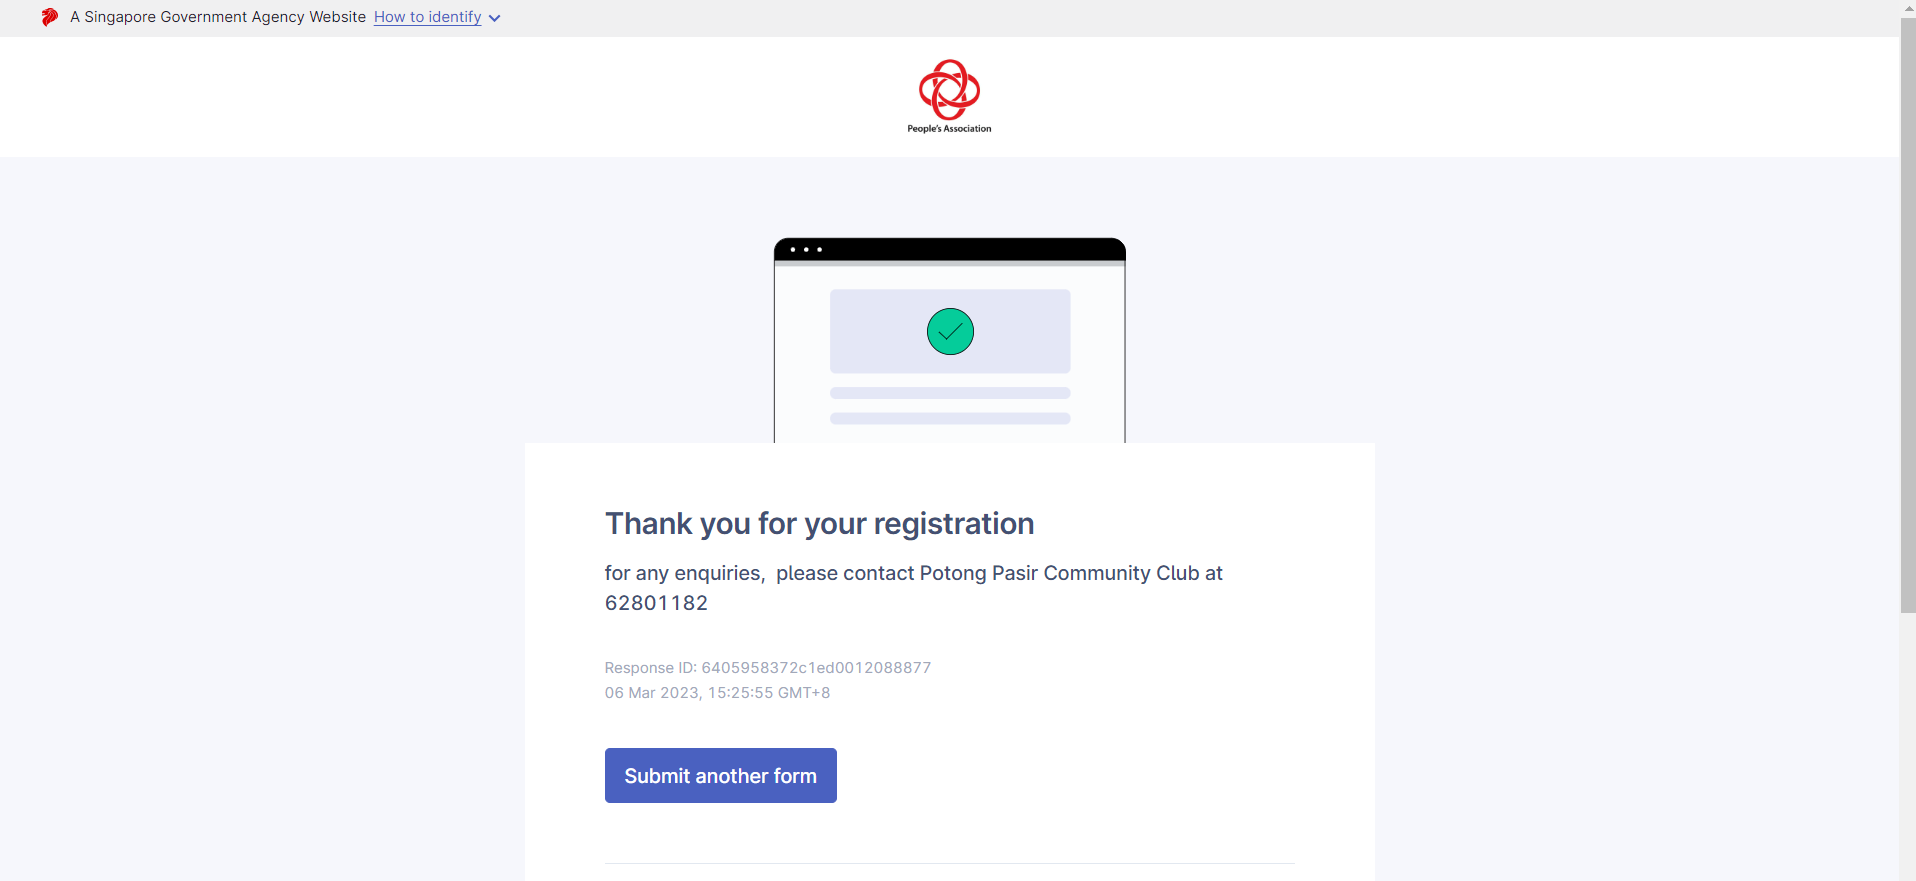 A Singapore Government Agency Website How to identify
People's Association
Thank you for your registration
for any enquiries,  please contact Potong Pasir Community Club at
62801182
Response ID: 6405958372c1ed0012088877
06 Mar 2023, 15:25:55 GMT+8
Submit another form